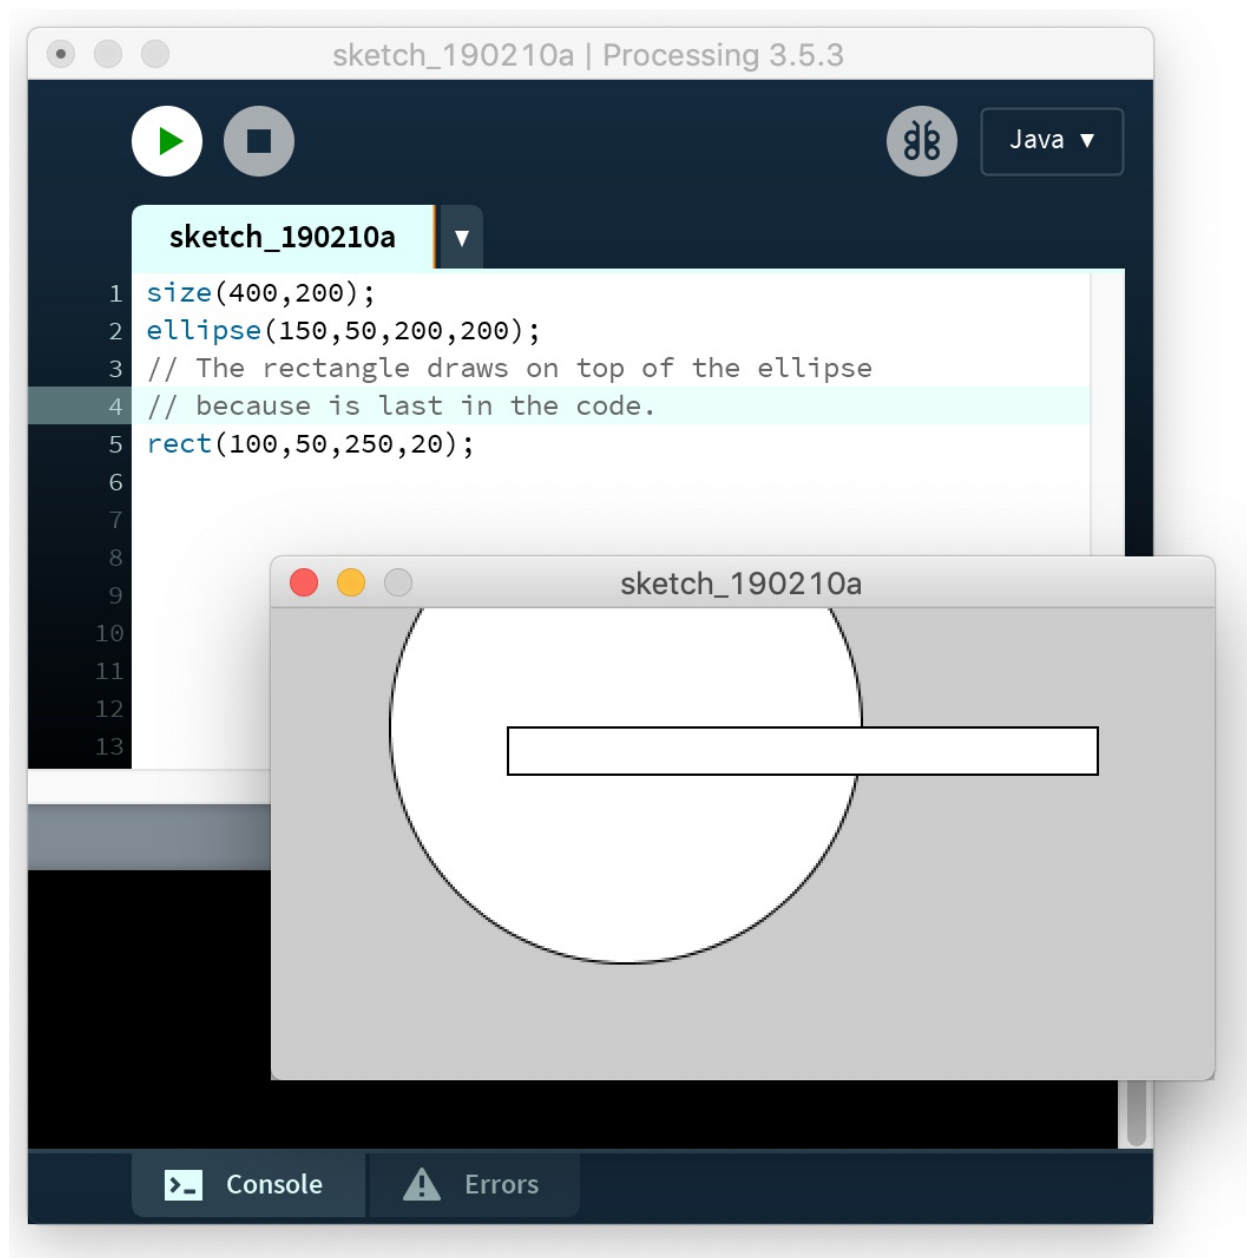 sketch_190210a | Processing 3.5.3
Java ▼
sketch_190210a ▼
1 size(400,200);
2 ellipse(150,50,200,200);
3 // The rectangle draws on top of the ellipse
4 // because is last in the code.
5 rect(100,50,250,20);
6
7
8
9
10
11
12
13
sketch_190210a
Console
Errors